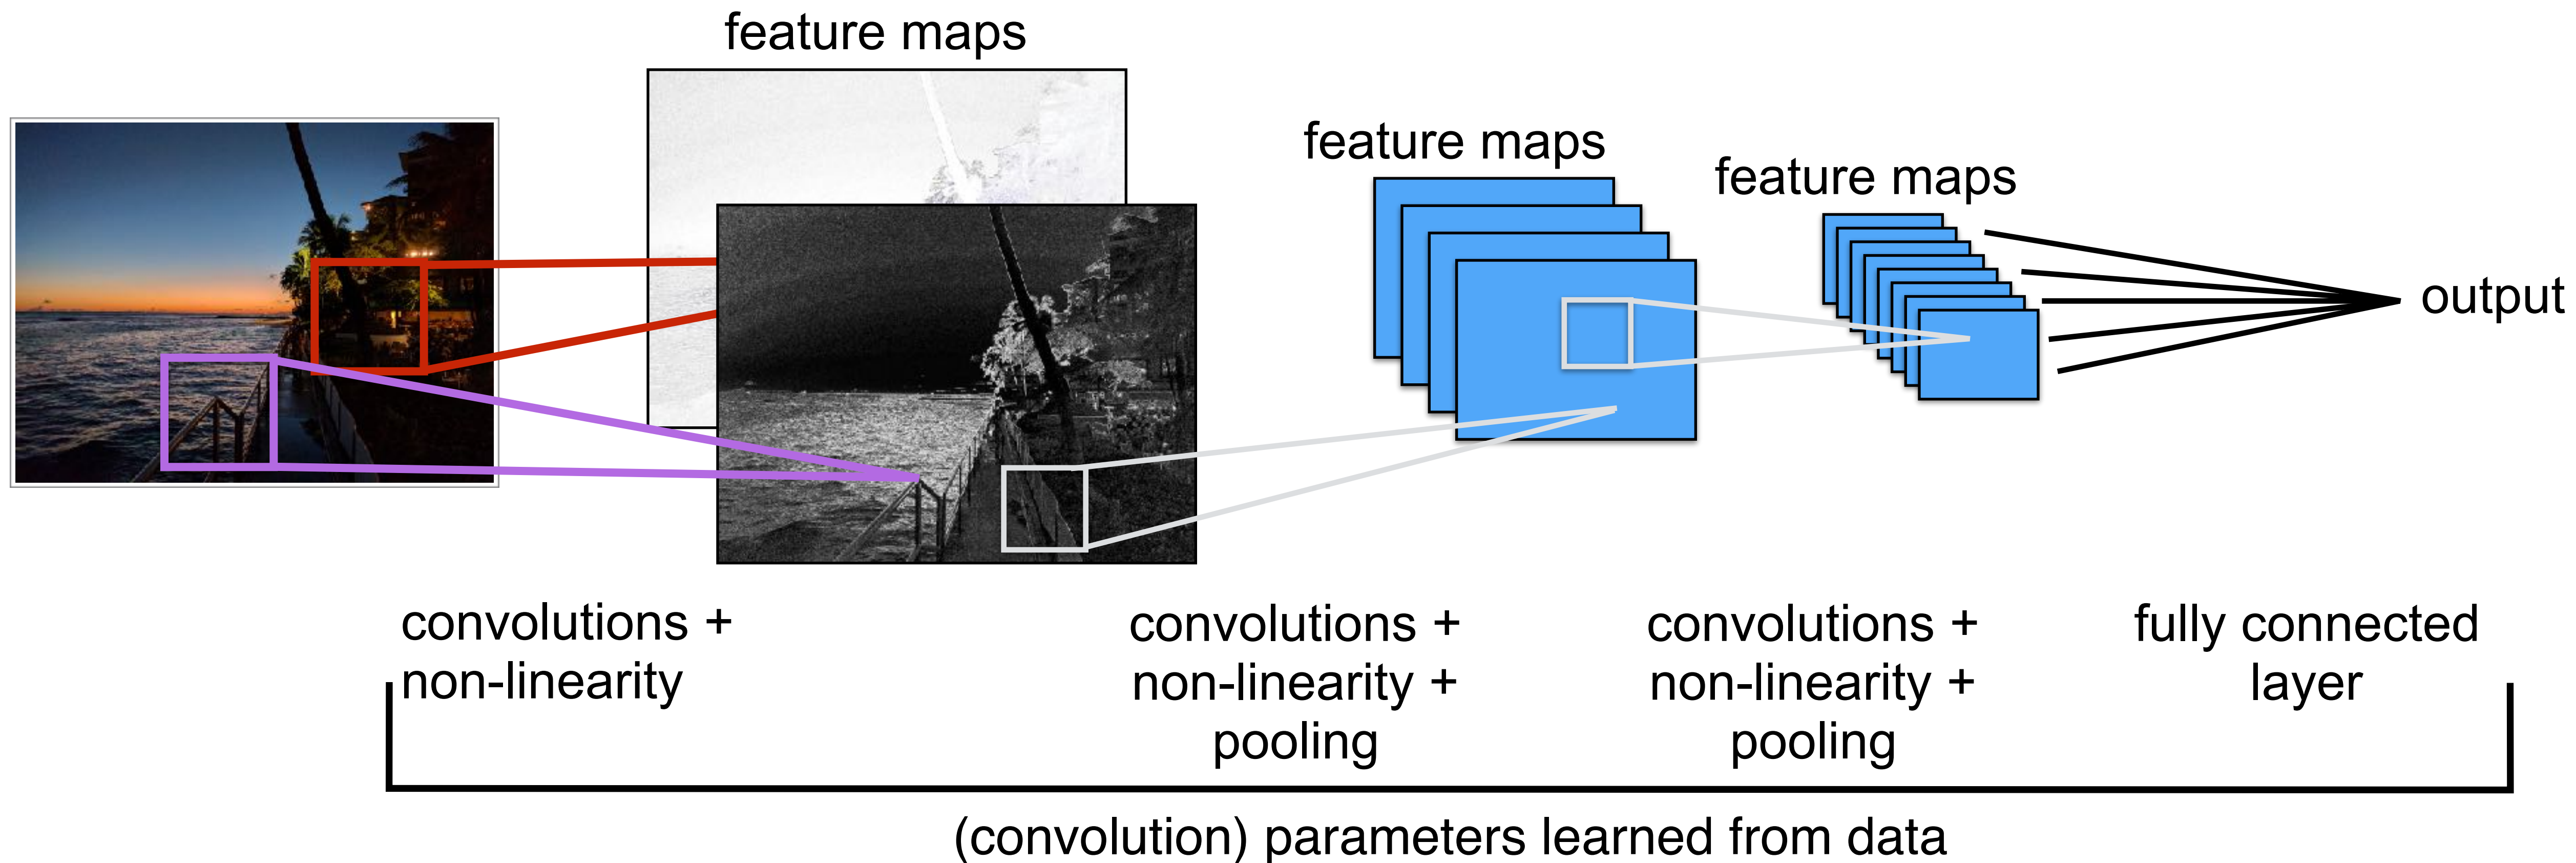 feature maps
feature maps
feature maps
output
convolutions +
non-linearity
convolutions +
non-linearity +
pooling
convolutions +
non-linearity +
pooling
fully connected
layer
(convolution) parameters learned from data